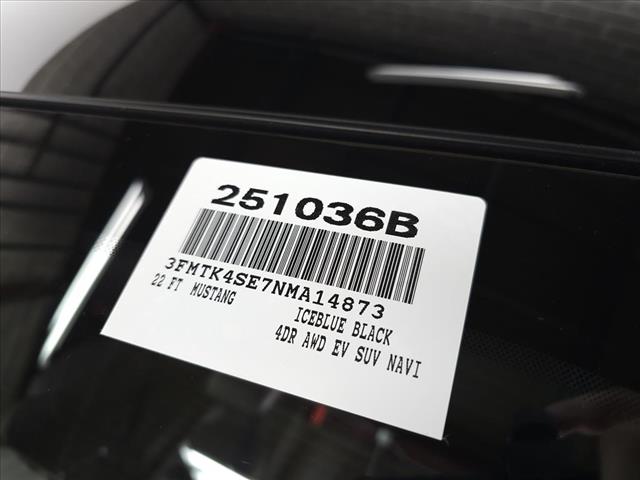 251036B
3FMTK4SE7NMA14873
22 FT MUSTANG
ICEBLUE BLACK
4DR AWD EV SUV NAVI